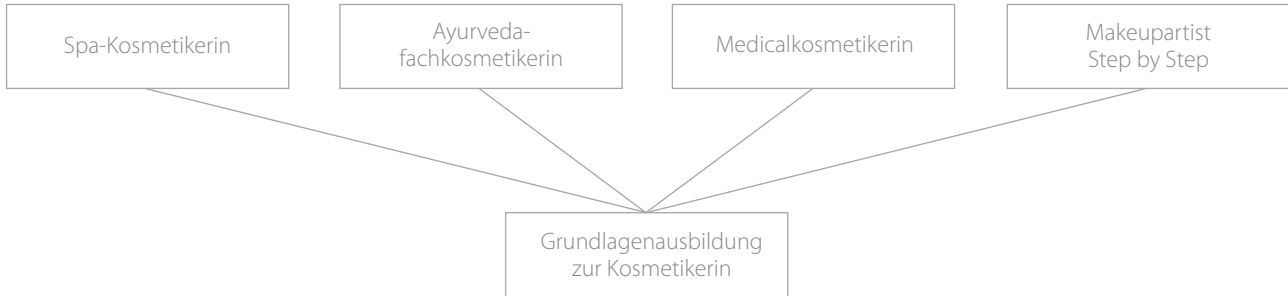 Spa-Kosmetikerin
Ayurveda-
fachkosmetikerin
Medicalkosmetikerin
Makeupartist
Step by Step
Grundlagenausbildung
zur Kosmetikerin